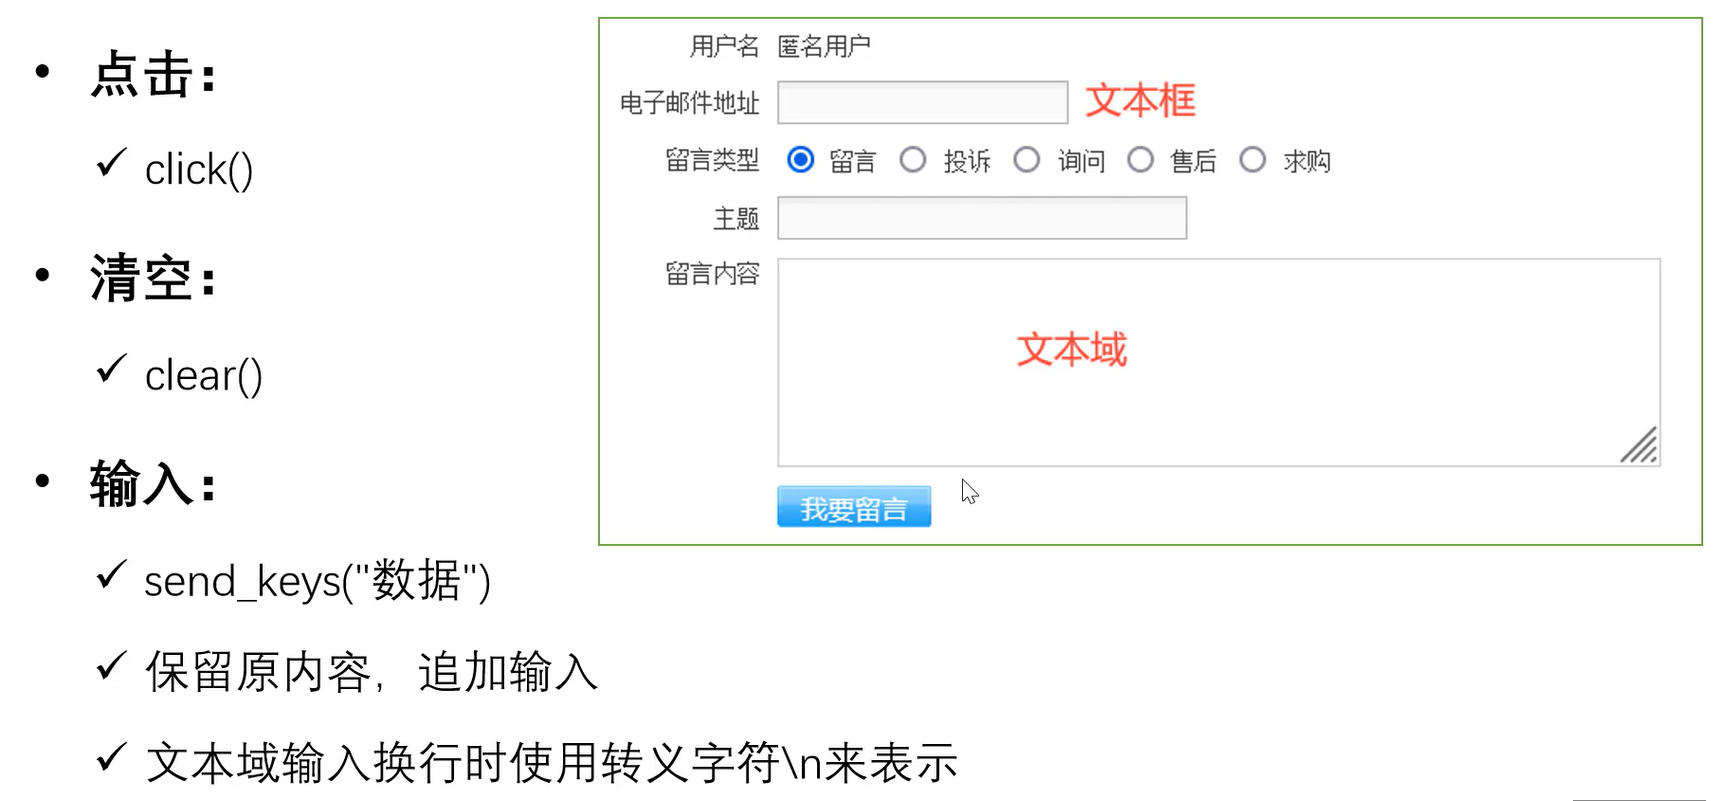 • 点击：
✓ click()
• 清空：
✓ clear()
• 输入：
✓ send_keys("数据")
✓ 保留原内容，追加输入
✓ 文本域输入换行时使用转义字符\n来表示
用户名 匿名用户
电子邮件地址 文本框
留言类型 留言 投诉 询问 售后 求购
主题
留言内容
文本域
我要留言